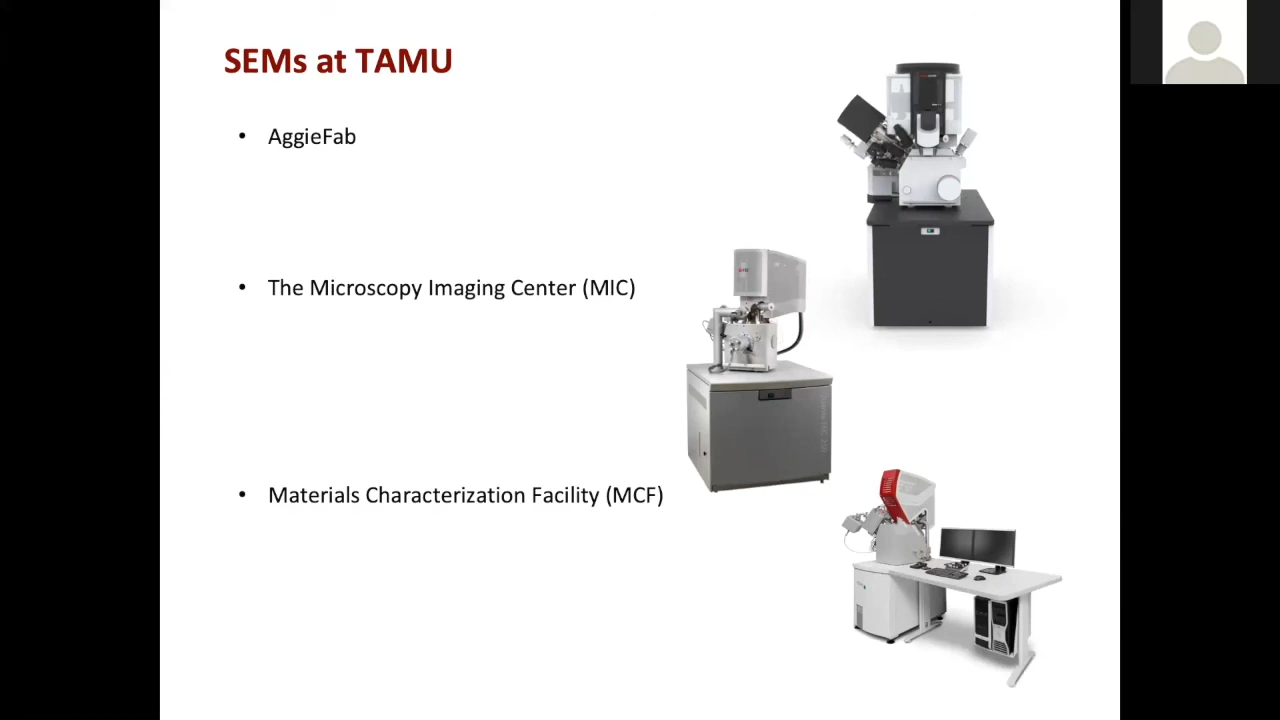 SEMs at TAMU
• AggieFab
• The Microscopy Imaging Center (MIC)
• Materials Characterization Facility (MCF)